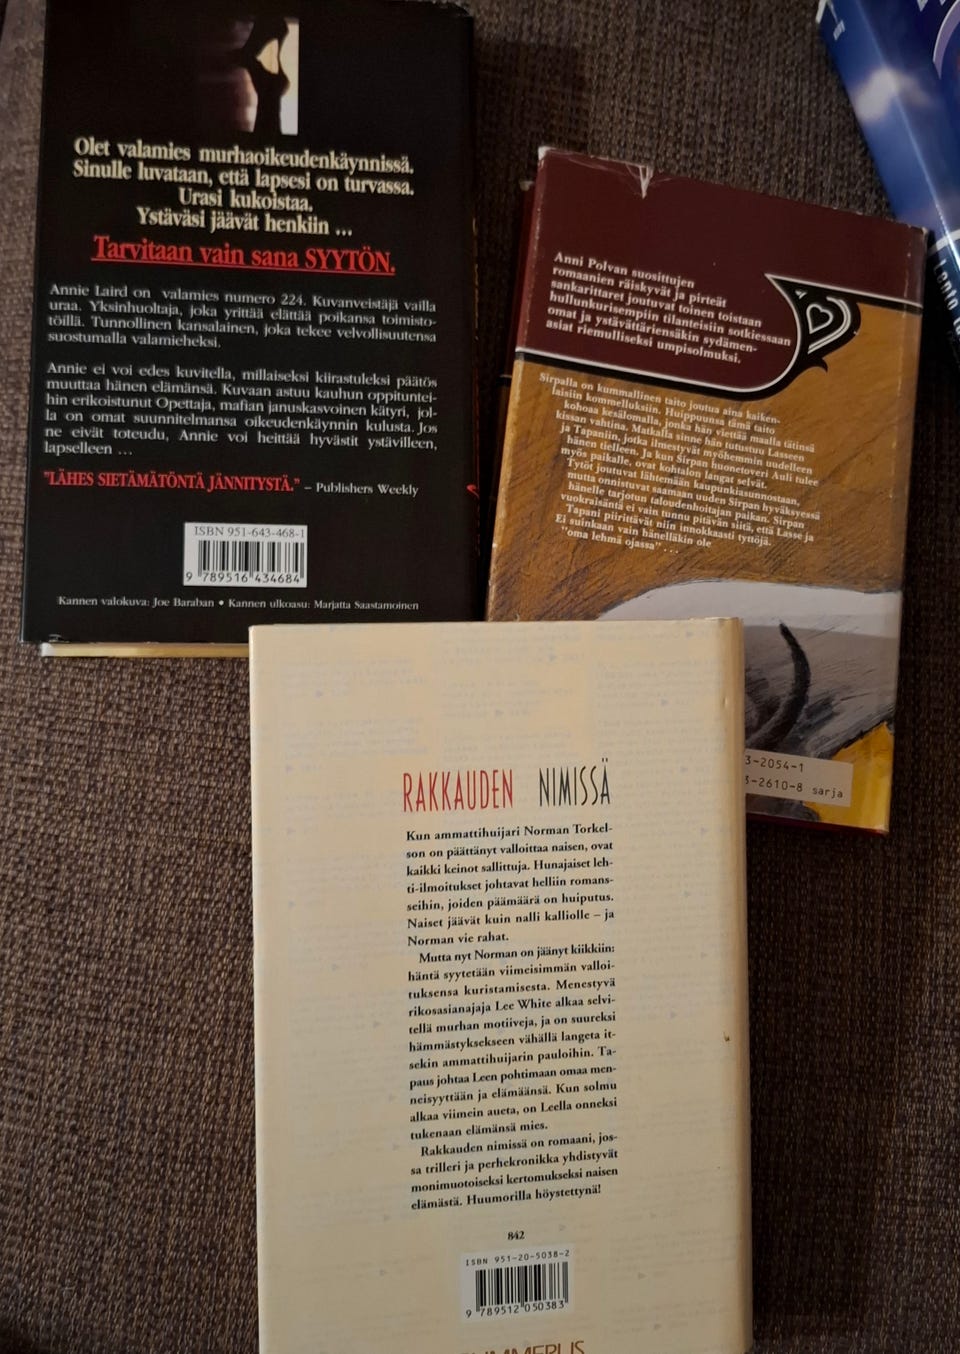 Olet valamies murhaoikeudenkäynnissä.
Sinulle luvataan, että lapsesi on turvassa.
Urasi kukoistaa.
Ystäväsi jäävät henkiin ...
Tarvitaan vain sana SYYTÖN.
Annie Laird on valamies numero 224. Kuvanveistäjä vailla
uraa. Yksinhuoltaja, joka yrittää elättää poikansa toimisto-
töillä. Tunnollinen kansalainen, joka tekee velvollisuutensa
suostumalla valamieheksi.
Annie ei voi edes kuvitella, millaiseksi kiirastuleksi päätös
muuttaa hänen elämänsä. Kuvaan astuu kauhun oppituntei-
hin erikoistunut Opettaja, mafian januskasvoinen kätyri, jol-
la on omat suunnitelmansa oikeudenkäynnin kulusta. Jos
ne eivät toteudu, Annie voi heittää hyvästit ystävilleen,
lapselleen ...
"LÄHES SIETÄMÄTÖNTÄ JÄNNITYSTÄ." – Publishers Weekly
ISBN 951-643-468-1
9 789516 434684
Kannen valokuva: Joe Baraban • Kannen ulkoasu: Marjatta Saastamoinen
Anni Polvan suosittujen
romaanien räiskyvät ja pirteät
sankarittaret joutuvat toinen toistaan
hullunkurisempiin tilanteisiin sotkiessaan
omat ja ystävättäriensäkin sydämen-
asiat riemulliseksi umpisolmuksi.
Sirpalla on kummallinen taito joutua aina kaiken-
laisiin kommelluksiin. Huippuunsa tämä taito
kohoaa kesälomalla, jonka hän viettää maalla tätinsä
kissan vahtina. Matkalla sinne hän tutustuu Lasseen
ja Tapaniin, jotka ilmestyvät myöhemmin uudelleen
hänen tielleen. Ja kun Sirpan huonetoveri Auli tulee
myös paikalle, ovat kohtalon langat selvät.
Tytöt joutuvat lähtemään kaupunkiasunnostaan,
mutta onnistuvat saamaan uuden Sirpan hyväksyessä
hänelle tarjotun taloudenhoitajan paikan. Sirpan
vuokraisäntä ei vain tunnu pitävän siitä, että Lasse ja
Tapani piirittävät niin innokkaasti tyttöjä.
Ei suinkaan vain hänelläkin ole
"oma lehmä ojassa" ...
3-2054-1
3-2610-8 sarja
Lento
RAKKAUDEN NIMISSÄ
Kun ammattihuijari Norman Torkel-
son on päättänyt valloittaa naisen, ovat
kaikki keinot sallittuja. Hunajaiset leh-
ti-ilmoitukset johtavat helliin romans-
seihin, joiden päämäärä on huiputus.
Naiset jäävät kuin nalli kalliolle – ja
Norman vie rahat.
Mutta nyt Norman on jäänyt kiikkiin:
häntä syytetään viimeisimmän valloi-
tuksensa kuristamisesta. Menestyvä
rikosasianajaja Lee White alkaa selvi-
tellä murhan motiiveja, ja on suureksi
hämmästyksekseen vähällä langeta it-
sekin ammattihuijarin pauloihin. Ta-
paus johtaa Leen pohtimaan omaa men-
neisyyttään ja elämäänsä. Kun solmu
alkaa viimein aueta, on Leella onneksi
tukenaan elämänsä mies.
Rakkauden nimissä on romaani, jos-
sa trilleri ja perhekronikka yhdistyvät
monimuotoiseksi kertomukseksi naisen
elämästä. Huumorilla höystettynä!
842
ISBN 951-20-5038-2
9 789512 050383